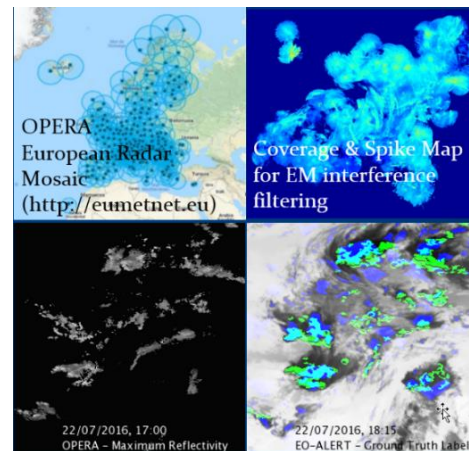 OPERA
European Radar
Mosaic
(http://eumetnet.eu)
Coverage & Spike Map
for EM interference
filtering
22/07/2016, 17:00
OPERA – Maximum Reflectivity
22/07/2016, 18:15
EO-ALERT – Ground Truth Label